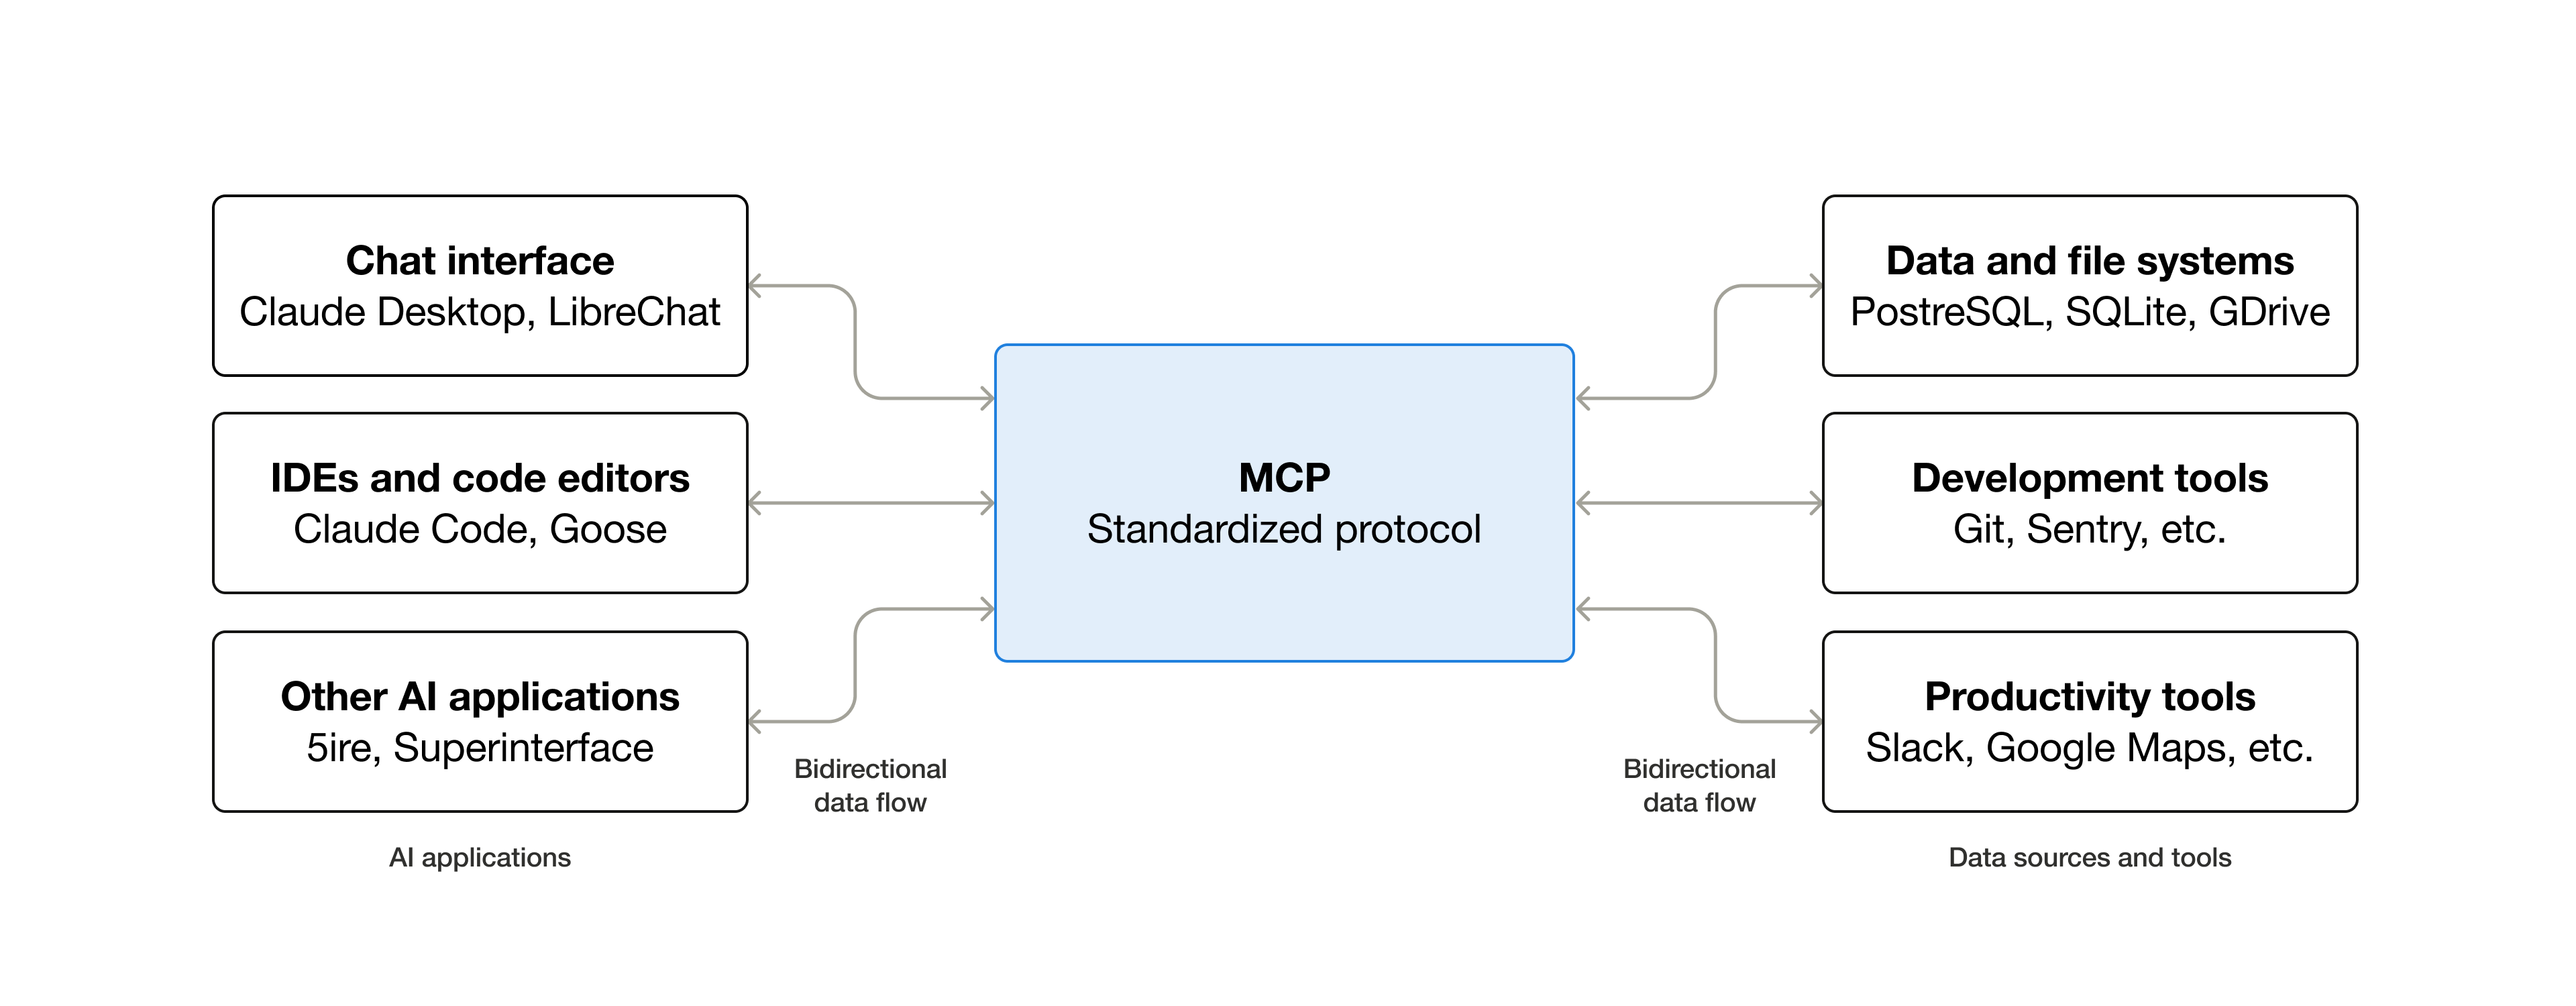 Chat interface
Claude Desktop, LibreChat
IDEs and code editors
Claude Code, Goose
Other AI applications
5ire, Superinterface
AI applications
Bidirectional
data flow
MCP
Standardized protocol
Bidirectional
data flow
Data and file systems
PostreSQL, SQLite, GDrive
Development tools
Git, Sentry, etc.
Productivity tools
Slack, Google Maps, etc.
Data sources and tools